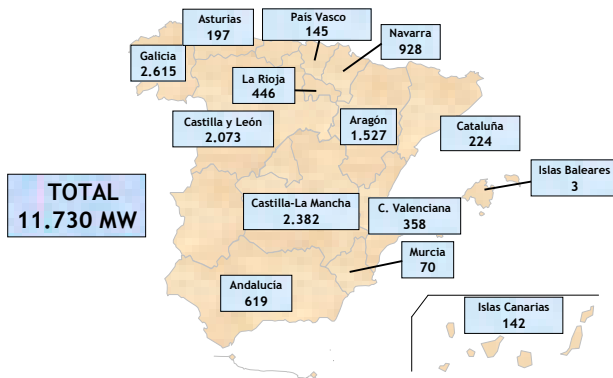 Asturias
197
País Vasco
145
Navarra
928
Galicia
2.615
La Rioja
446
Castilla y León
2.073
Aragón
1.527
Cataluña
224
Islas Baleares
3
TOTAL
11.730 MW
Castilla-La Mancha
2.382
C. Valenciana
358
Murcia
70
Andalucía
619
Islas Canarias
142